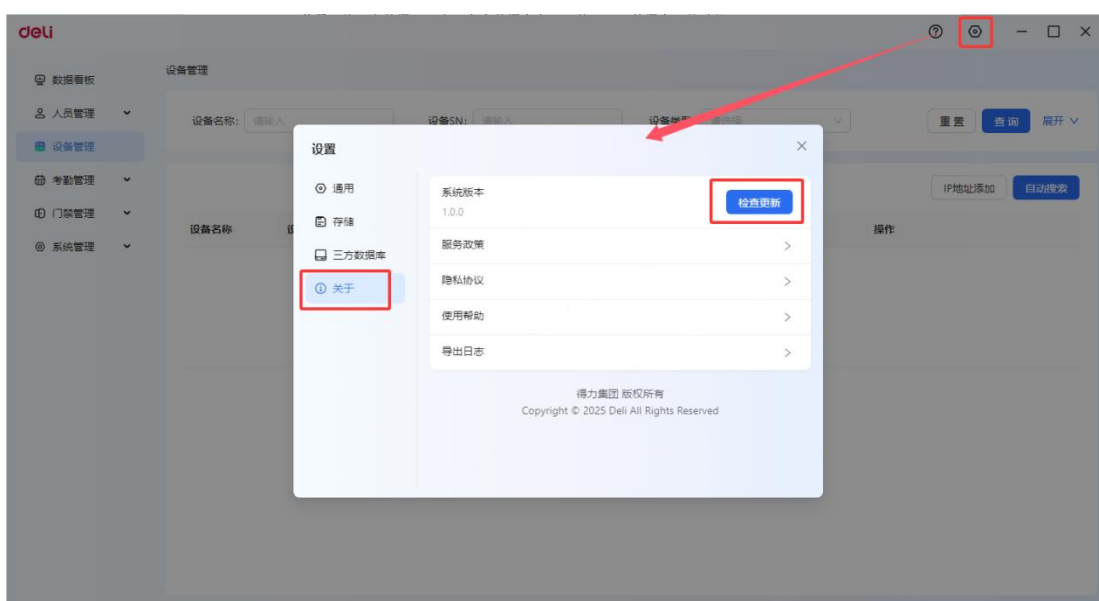 deli
数据看板
人员管理
设备管理
考勤管理
门禁管理
系统管理
设备管理
设备名称: 请输入
设备SN: 请输入
设备类型 请选择
重置
查询
展开
IP地址添加
自动搜索
设备名称
操作
设置
通用
存储
三方数据库
关于
系统版本
1.0.0
检查更新
服务政策
隐私协议
使用帮助
导出日志
得力集团 版权所有
Copyright © 2025 Deli All Rights Reserved